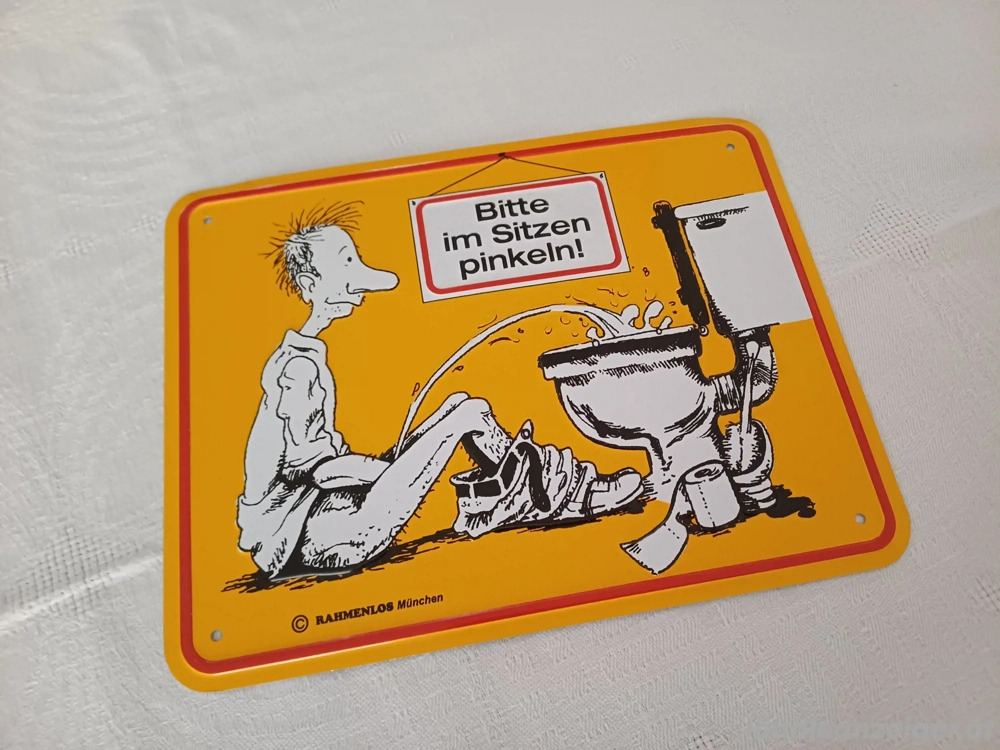 Bitte
im Sitzen
pinkeln!
© RAHMENLOS München